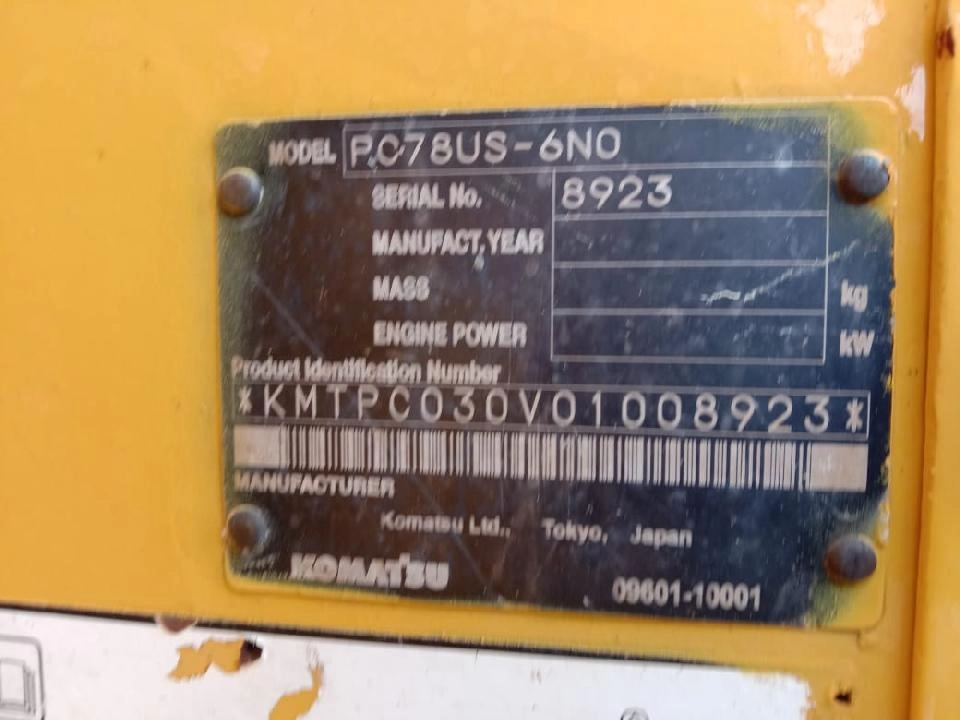 MODEL PC78US-6N0
SERIAL No. 8923
MANUFACT. YEAR
MASS kg
ENGINE POWER kW
Product Identification Number
*KMTPC030V01008923*
MANUFACTURER
Komatsu Ltd., Tokyo, Japan
KOMATSU
09601-10001